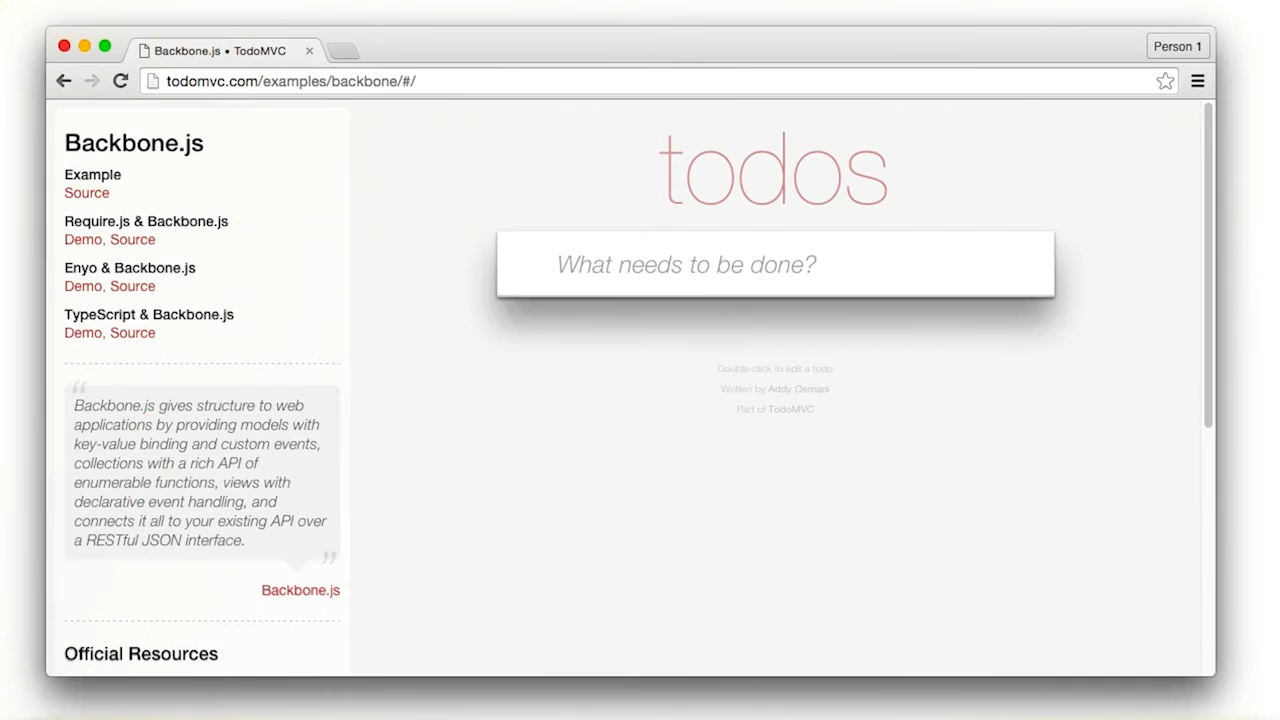 Backbone.js • TodoMVC
Person 1
todomvc.com/examples/backbone/#/
Backbone.js
Example
Source
Require.js & Backbone.js
Demo, Source
Enyo & Backbone.js
Demo, Source
TypeScript & Backbone.js
Demo, Source
“
Backbone.js gives structure to web
applications by providing models with
key-value binding and custom events,
collections with a rich API of
enumerable functions, views with
declarative event handling, and
connects it all to your existing API over
a RESTful JSON interface.
”
Backbone.js
Official Resources
todos
What needs to be done?
Double-click to edit a todo
Written by Addy Osmani
Part of TodoMVC